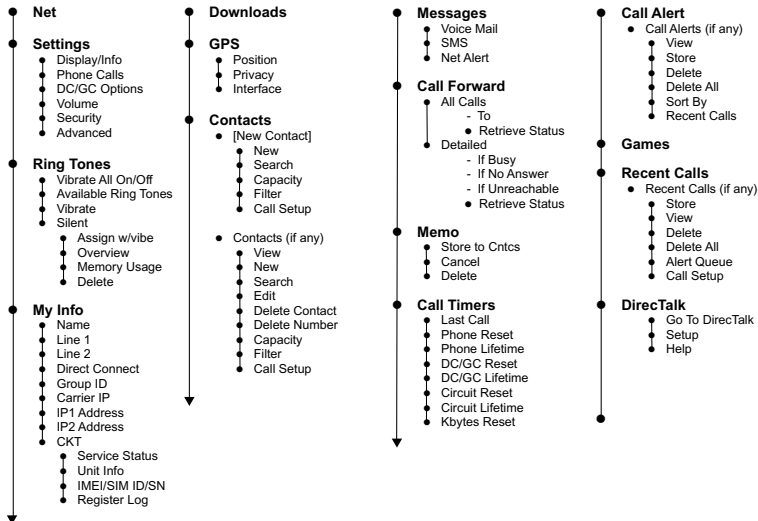 Net
Settings
Display/Info
Phone Calls
DC/GC Options
Volume
Security
Advanced
Ring Tones
Vibrate All On/Off
Available Ring Tones
Vibrate
Silent
Assign w/vibe
Overview
Memory Usage
Delete
My Info
Name
Line 1
Line 2
Direct Connect
Group ID
Carrier IP
IP1 Address
IP2 Address
CKT
Service Status
Unit Info
IMEI/SIM ID/SN
Register Log
Downloads
GPS
Position
Privacy
Interface
Contacts
[New Contact]
New
Search
Capacity
Filter
Call Setup
Contacts (if any)
View
New
Search
Edit
Delete Contact
Delete Number
Capacity
Filter
Call Setup
Messages
Voice Mail
SMS
Net Alert
Call Forward
All Calls
- To
Retrieve Status
Detailed
- If Busy
- If No Answer
- If Unreachable
Retrieve Status
Memo
Store to Cntcs
Cancel
Delete
Call Timers
Last Call
Phone Reset
Phone Lifetime
DC/GC Reset
DC/GC Lifetime
Circuit Reset
Circuit Lifetime
Kbytes Reset
Call Alert
Call Alerts (if any)
View
Store
Delete
Delete All
Sort By
Recent Calls
Games
Recent Calls
Recent Calls (if any)
Store
View
Delete
Delete All
Alert Queue
Call Setup
DirecTalk
Go To DirecTalk
Setup
Help